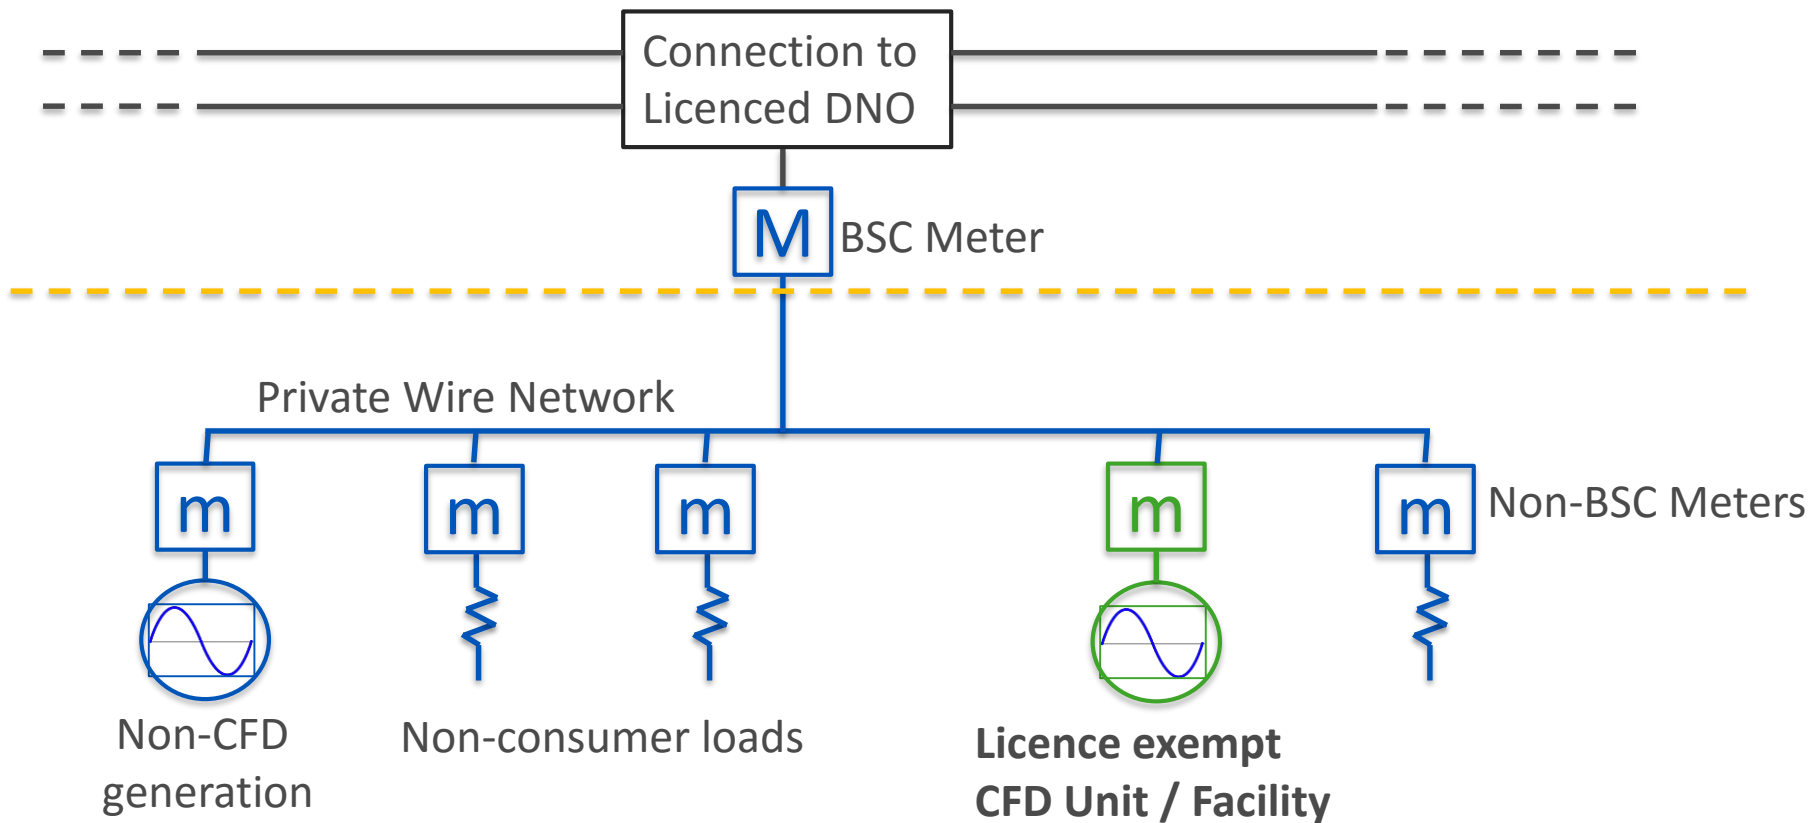 Connection to
Licenced DNO
M
BSC Meter
Private Wire Network
m
m
m
m
m
Non-BSC Meters
Non-CFD
generation
Non-consumer loads
Licence exempt
CFD Unit / Facility